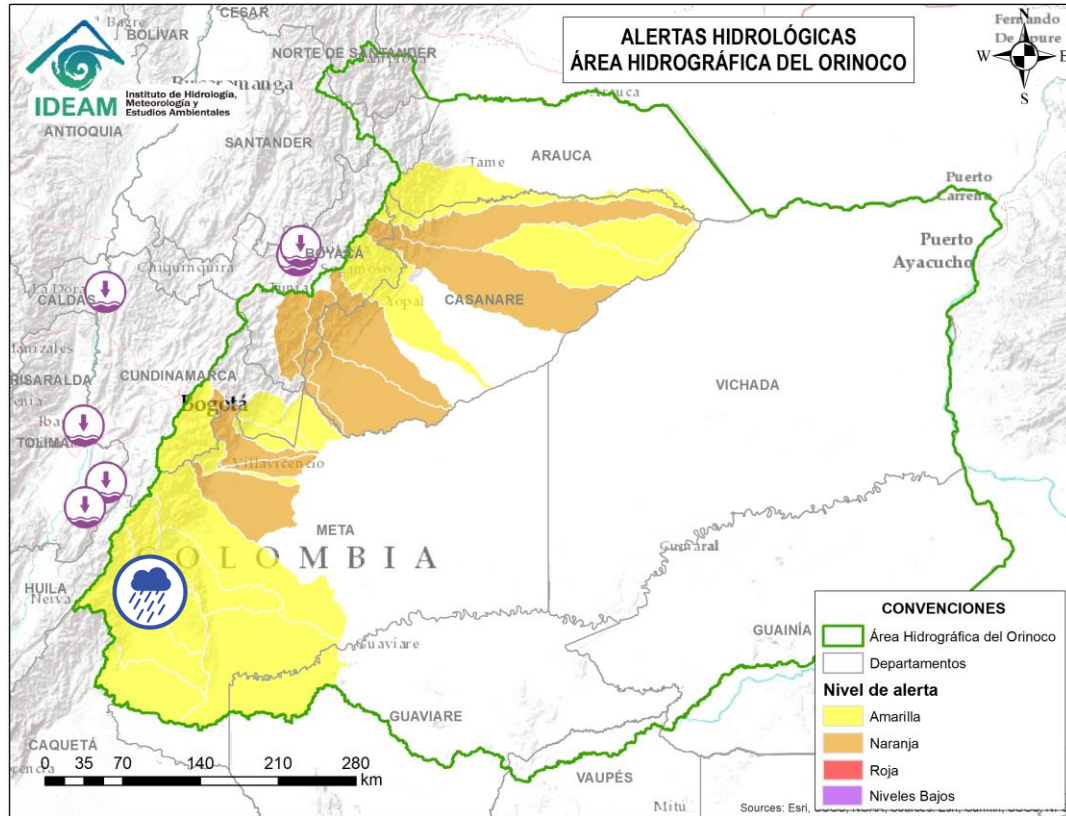 ALERTAS HIDROLÓGICAS
ÁREA HIDROGRÁFICA DEL ORINOCO
IDEAM
Instituto de Hidrología,
Meteorología y
Estudios Ambientales
N
W
E
S
CESAR
BOLÍVAR
NORTE DE SANTANDER
ANTIOQUIA
SANTANDER
Arauca
ARAUCA
Tame
Puerto
Carreño
Puerto
Ayacucho
BOYACÁ
Chiquinquira
Tunja
CALDAS
Yopal
CASANARE
RISARALDA
CUNDINAMARCA
Bogotá
VICHADA
TOLIMA
Villavicencio
META
COLOMBIA
HUILA
Neiva
GUAINÍA
GUAVIARE
CAQUETÁ
VAUPÉS
Mitú
0 35 70 140 210 280
km
CONVENCIONES
Área Hidrográfica del Orinoco
Departamentos
Nivel de alerta
Amarilla
Naranja
Roja
Niveles Bajos
Sources: Esri,